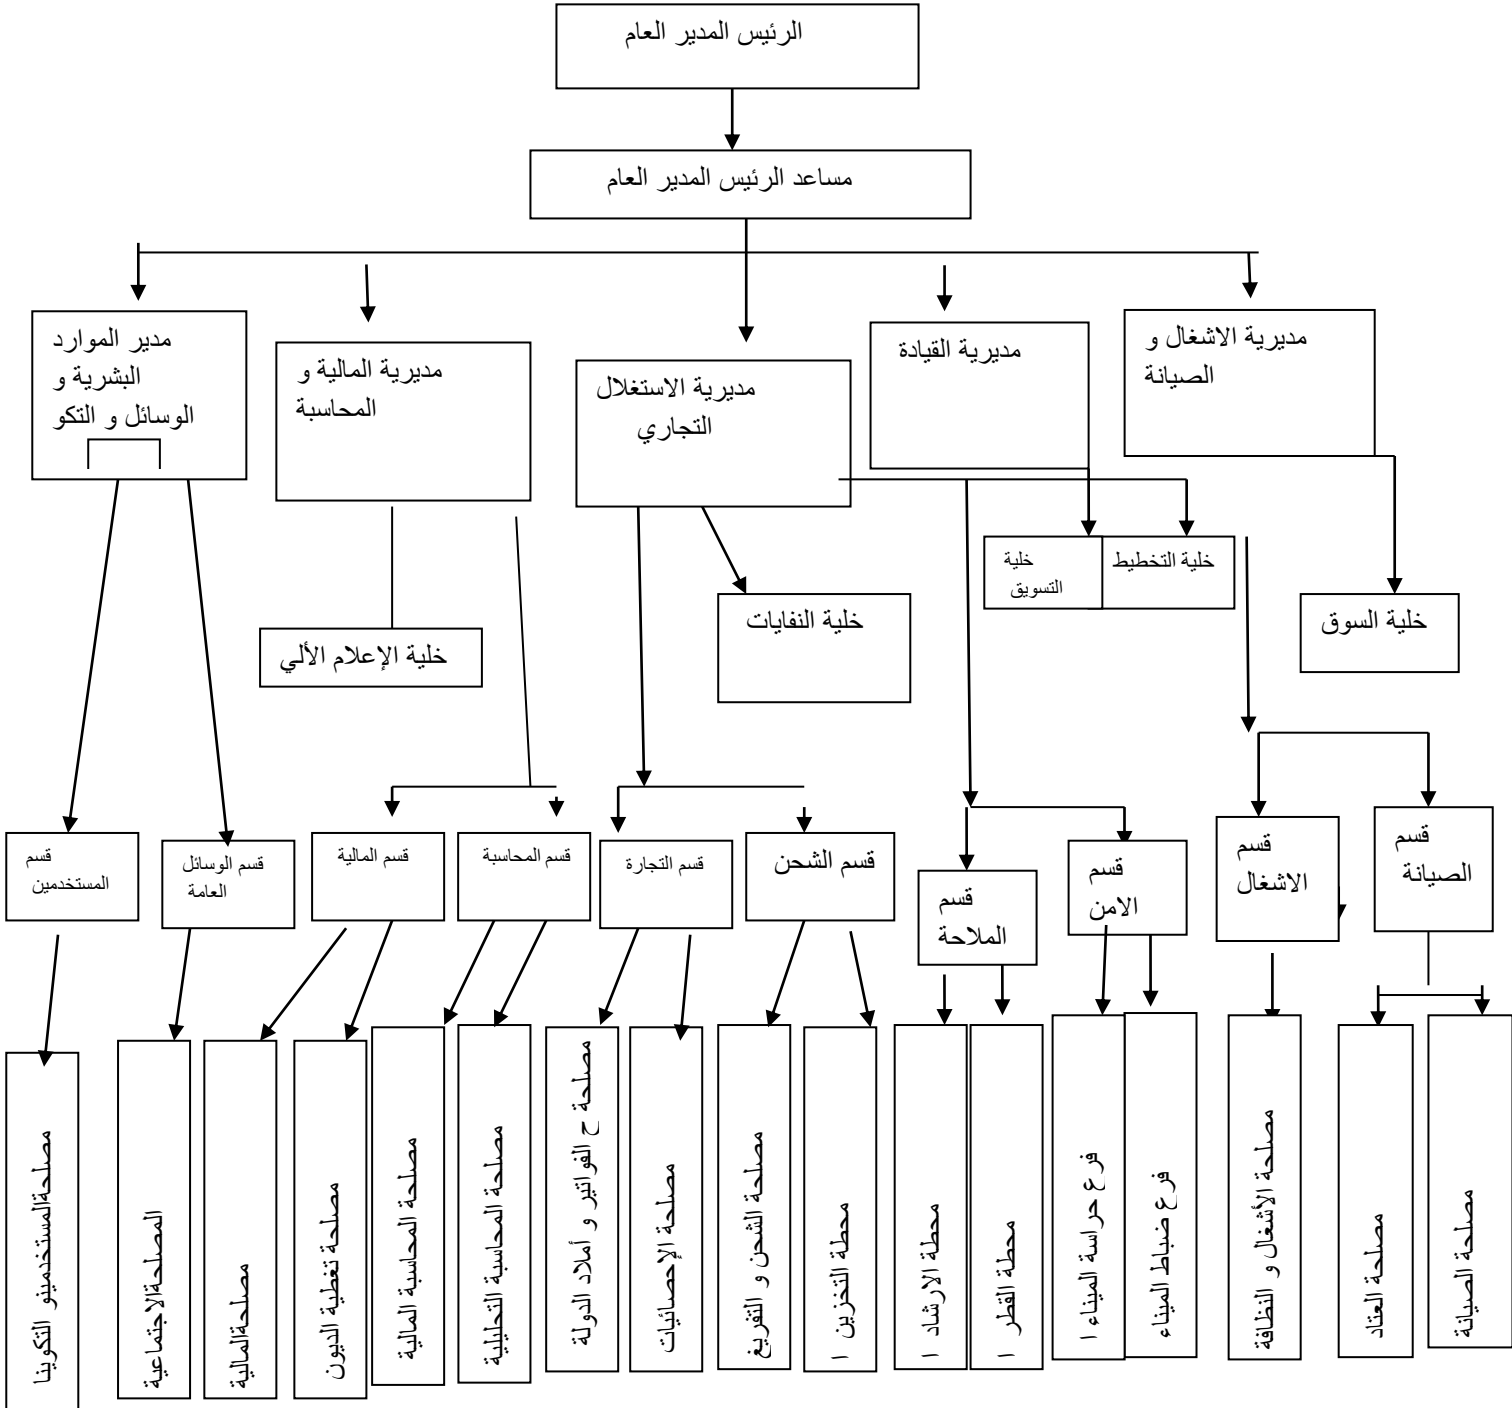 الرئيس المدير العام
مساعد الرئيس المدير العام
مديرية الاشغال و
الصيانة
مديرية القيادة
مديرية الاستغلال
التجاري
مديرية المالية و
المحاسبة
مدير الموارد
البشرية و
الوسائل و التكو
خلية التخطيط
خلية
التسويق
خلية السوق
خلية النفايات
خلية الإعلام الألي
قسم
الصيانة
قسم
الاشغال
قسم
الامن
قسم
الملاحة
قسم الشحن
قسم التجارة
قسم المحاسبة
قسم المالية
قسم الوسائل
العامة
قسم
المستخدمين
مصلحة الصيانة
مصلحة العتاد
مصلحة الأشغال و النظافة
فرع ضباط الميناء
فرع حراسة الميناء ا
محطة القطر ا
محطة الارشاد ا
محطة التخزين ا
مصلحة الشحن و التفريغ
مصلحة الإحصائيات
مصلحة ح الفواتير و أملاد الدولة
مصلحة المحاسبة التحليلية
مصلحة المحاسبة المالية
مصلحة تغطية الديون
مصلحةالمالية
المصلحةالاجتماعية
مصلحةالمستخدمينو التكوينا